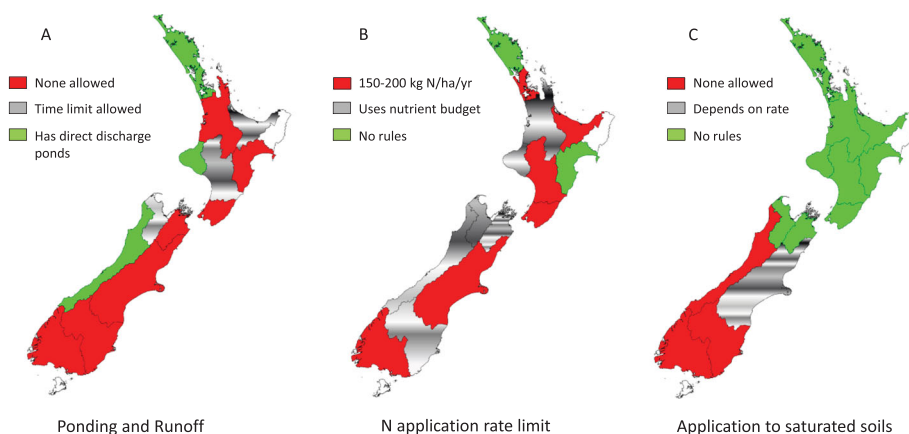 A
None allowed
Time limit allowed
Has direct discharge
ponds
Ponding and Runoff
B
150-200 kg N/ha/yr
Uses nutrient budget
No rules
N application rate limit
C
None allowed
Depends on rate
No rules
Application to saturated soils